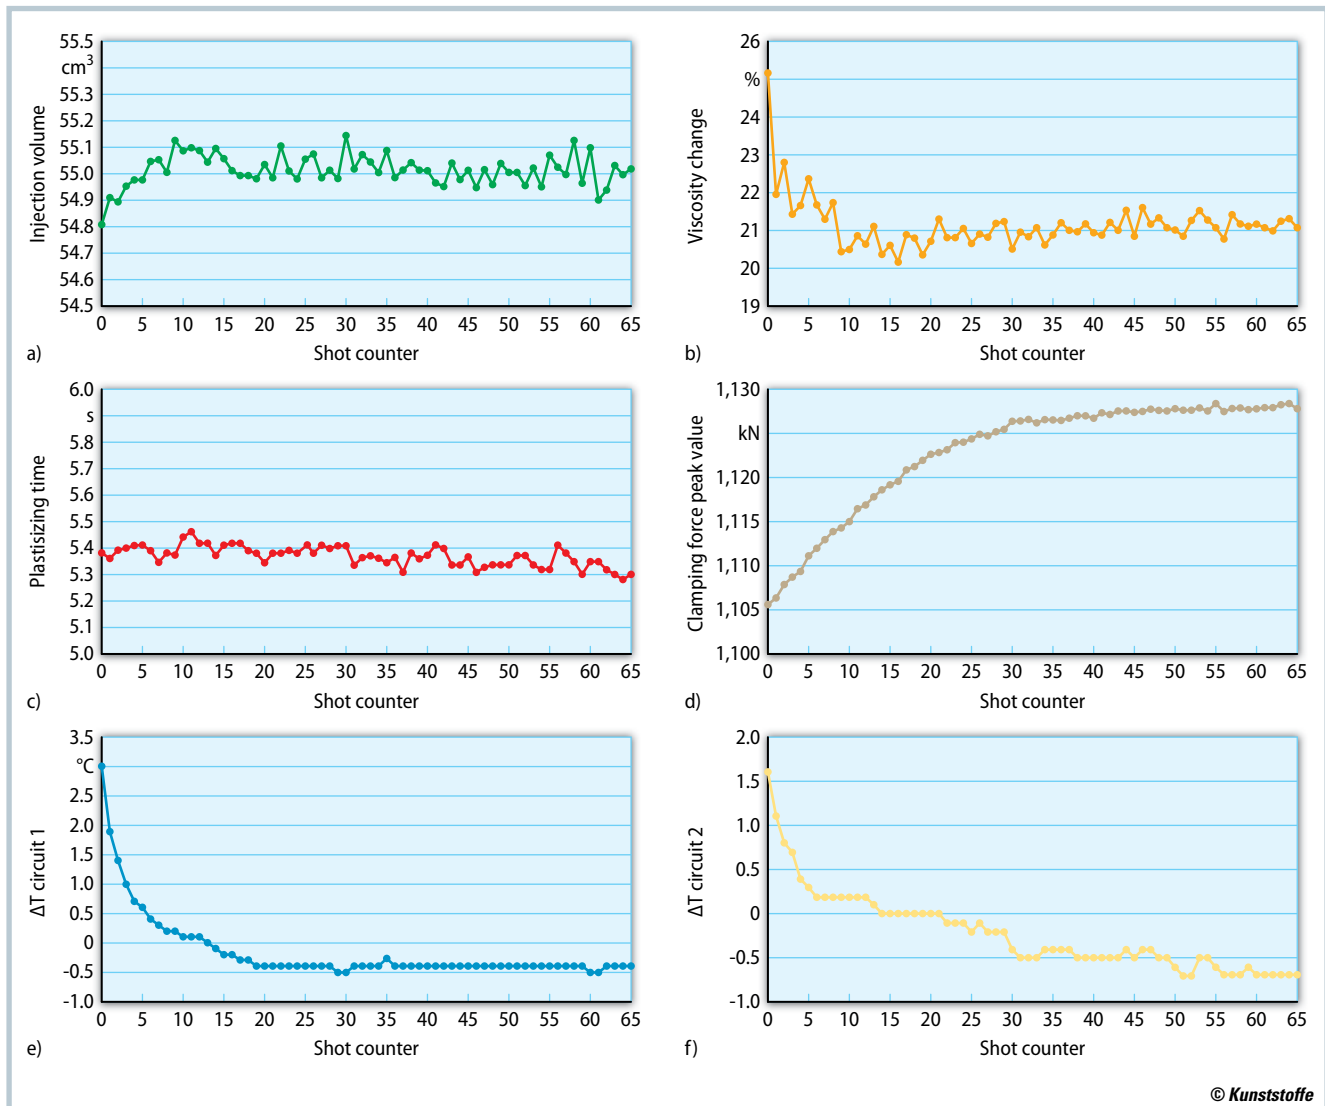 55.5
cm³
55.3
55.2
55.1
55.0
54.9
54.8
54.7
54.6
54.5
Injection volume
0 5 10 15 20 25 30 35 40 45 50 55 60 65
a) Shot counter
26
%
24
23
22
21
20
19
Viscosity change
0 5 10 15 20 25 30 35 40 45 50 55 60 65
b) Shot counter
6.0
s
5.8
5.7
5.6
5.5
5.4
5.3
5.2
5.1
5.0
Plastisizing time
0 5 10 15 20 25 30 35 40 45 50 55 60 65
c) Shot counter
1,130
kN
1,120
1,115
1,110
1,105
1,100
Clamping force peak value
0 5 10 15 20 25 30 35 40 45 50 55 60 65
d) Shot counter
3.5
°C
2.5
2.0
1.5
1.0
0.5
0
-0.5
-1.0
ΔT circuit 1
0 5 10 15 20 25 30 35 40 45 50 55 60 65
e) Shot counter
2.0
1.5
1.0
0.5
0
-0.5
-1.0
ΔT circuit 2
0 5 10 15 20 25 30 35 40 45 50 55 60 65
f) Shot counter
© Kunststoffe